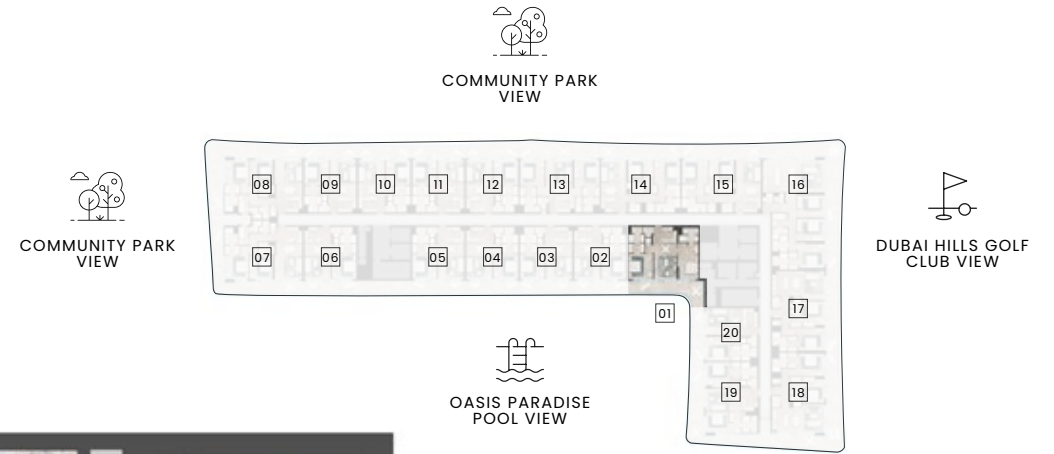 COMMUNITY PARK
VIEW
08
09
10
11
12
13
14
15
16
COMMUNITY PARK
VIEW
DUBAI HILLS GOLF
CLUB VIEW
07
06
05
04
03
02
01
17
20
OASIS PARADISE
POOL VIEW
19
18